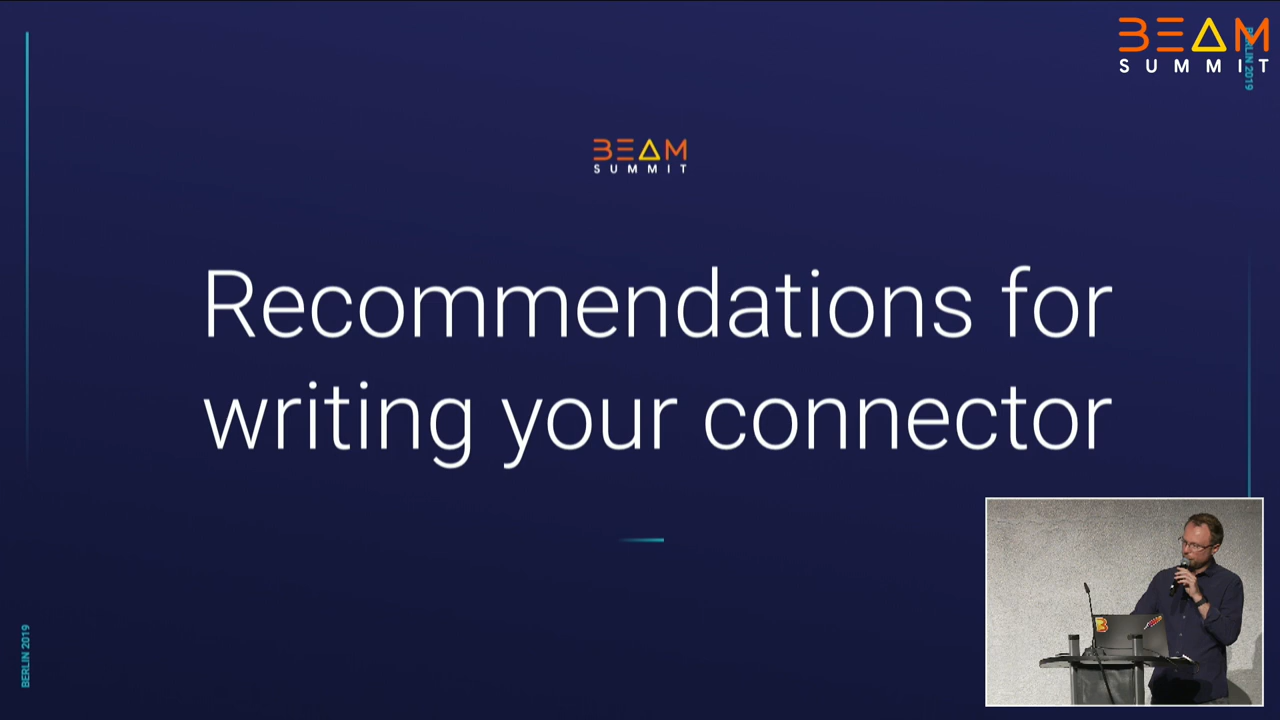 BEAM
SUMMIT
BERLIN 2019
BEAM
SUMMIT
Recommendations for
writing your connector
BERLIN 2019